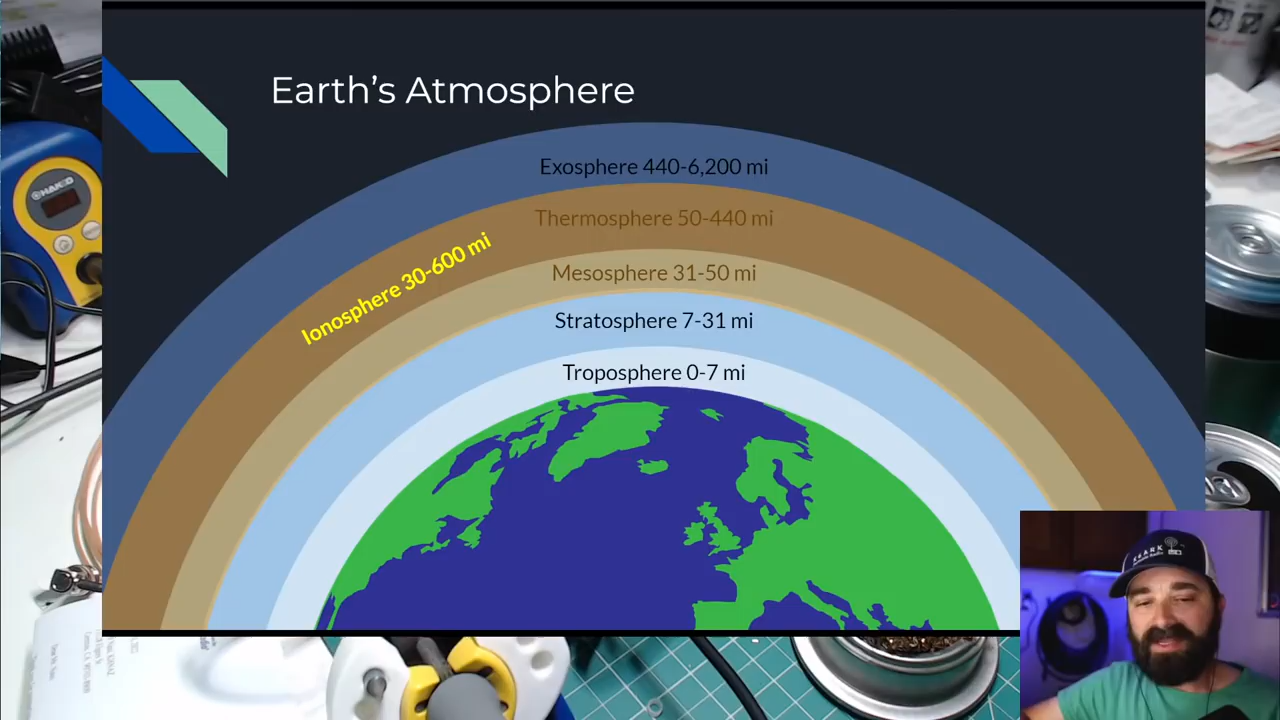 Earth's Atmosphere
Exosphere 440-6,200 mi
Thermosphere 50-440 mi
Ionosphere 30-600 mi
Mesosphere 31-50 mi
Stratosphere 7-31 mi
Troposphere 0-7 mi
HAKKO